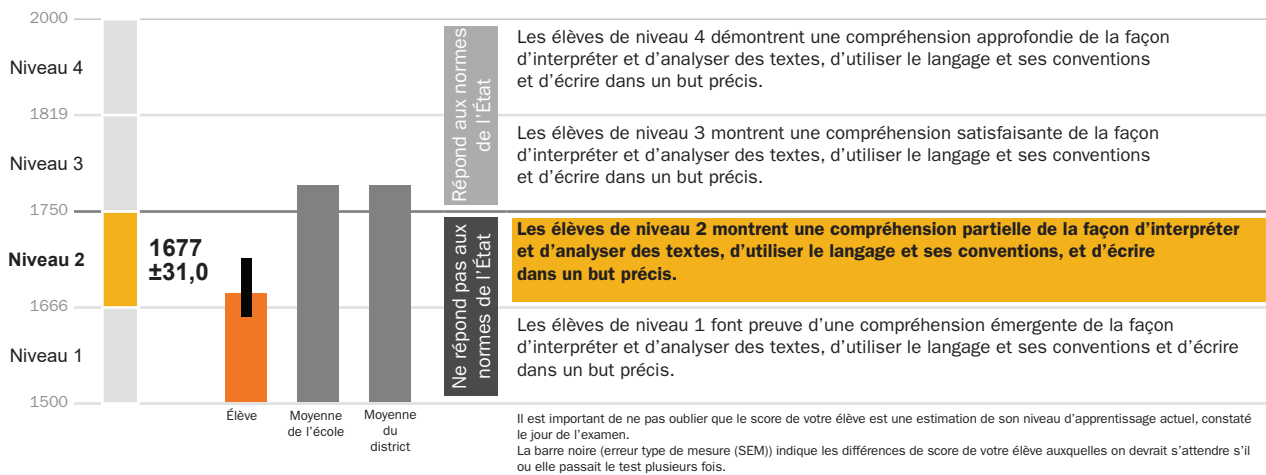 2000
Niveau 4
1819
Niveau 3
1750
Niveau 2
1666
Niveau 1
1500
1677
±31,0
Élève
Moyenne
de l’école
Moyenne
du
district
Répond aux normes
de l’État
Ne répond pas aux
normes de l’État
Les élèves de niveau 4 démontrent une compréhension approfondie de la façon
d’interpréter et d’analyser des textes, d’utiliser le langage et ses conventions
et d’écrire dans un but précis.
Les élèves de niveau 3 montrent une compréhension satisfaisante de la façon
d’interpréter et d’analyser des textes, d’utiliser le langage et ses conventions
et d’écrire dans un but précis.
Les élèves de niveau 2 montrent une compréhension partielle de la façon d’interpréter
et d’analyser des textes, d’utiliser le langage et ses conventions, et d’écrire
dans un but précis.
Les élèves de niveau 1 font preuve d’une compréhension émergente de la façon
d’interpréter et d’analyser des textes, d’utiliser le langage et ses conventions et d’écrire
dans un but précis.
Il est important de ne pas oublier que le score de votre élève est une estimation de son niveau d’apprentissage actuel, constaté
le jour de l’examen.
La barre noire (erreur type de mesure (SEM)) indique les différences de score de votre élève auxquelles on devrait s’attendre s’il
ou elle passait le test plusieurs fois.